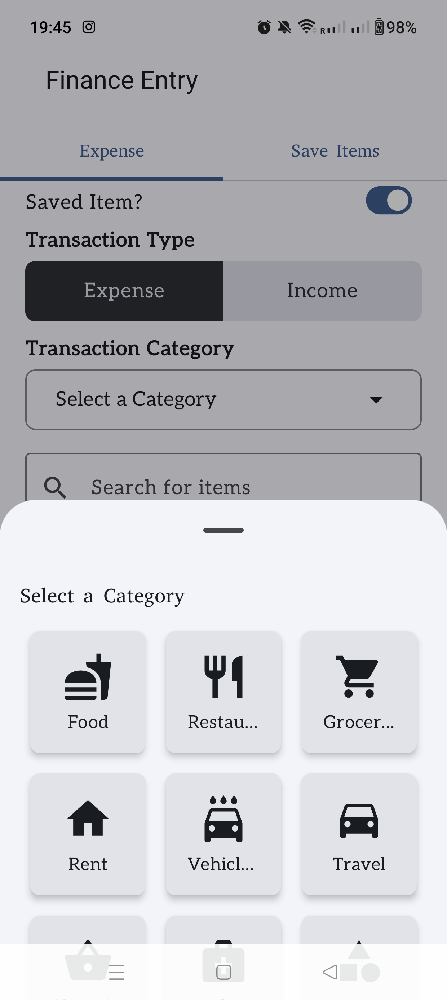 19:45
R
98%
Finance Entry
Expense
Save Items
Saved Item?
Transaction Type
Expense
Income
Transaction Category
Select a Category
Search for items
Select a Category
Food
Restau...
Grocer...
Rent
Vehicl...
Travel